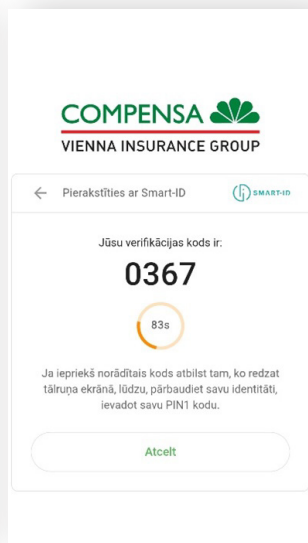 COMPENSA
VIENNA INSURANCE GROUP
Pierakstīties ar Smart-ID
SMART-ID
Jūsu verifikācijas kods ir:
0367
83s
Ja iepriekš norādītais kods atbilst tam, ko redzat
tālruņa ekrānā, lūdzu, pārbaudiet savu identitāti,
ievadot savu PIN1 kodu.
Atcelt